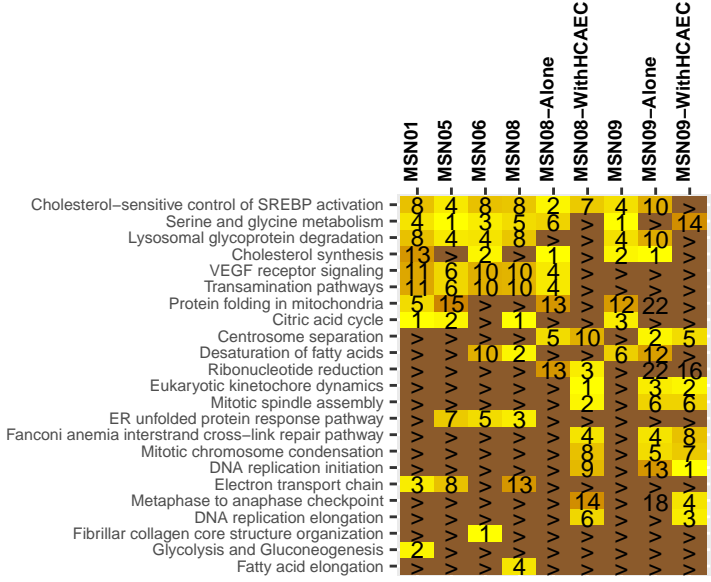 MSN01 MSN05 MSN06 MSN08 MSN08−Alone MSN08−WithHCAEC MSN09 MSN09−Alone MSN09−WithHCAEC
Cholesterol−sensitive control of SREBP activation 8 4 8 8 2 7 4 10 >
Serine and glycine metabolism 4 1 3 5 6 > 1 > 14
Lysosomal glycoprotein degradation 8 4 4 8 > > 4 10 >
Cholesterol synthesis 13 > 2 > 1 > 2 1 >
VEGF receptor signaling 11 6 10 10 4 > > > >
Transamination pathways 11 6 10 10 4 > > > >
Protein folding in mitochondria 5 15 > > 13 > 12 22 >
Citric acid cycle 1 2 > 1 > > 3 > >
Centrosome separation > > > > 5 10 > 2 5
Desaturation of fatty acids > > 10 2 > > 6 12 >
Ribonucleotide reduction > > > > 13 3 > 22 16
Eukaryotic kinetochore dynamics > > > > > 1 > 3 2
Mitotic spindle assembly > > > > > 2 > 6 6
ER unfolded protein response pathway > 7 5 3 > > > > >
Fanconi anemia interstrand cross−link repair pathway > > > > > 4 > 4 8
Mitotic chromosome condensation > > > > > 8 > 5 7
DNA replication initiation > > > > > 9 > 13 1
Electron transport chain 3 8 > 13 > > > > >
Metaphase to anaphase checkpoint > > > > > 14 > 18 4
DNA replication elongation > > > > > 6 > > 3
Fibrillar collagen core structure organization > > 1 > > > > > >
Glycolysis and Gluconeogenesis 2 > > > > > > > >
Fatty acid elongation > > > 4 > > > > >